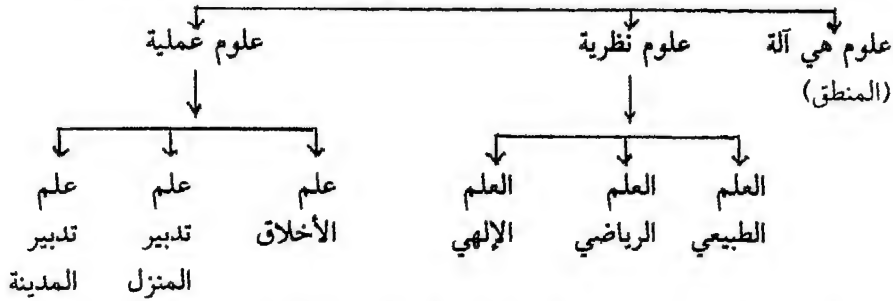 علوم هي آلة علوم نظرية علوم عملية
(المنطق)
العلم العلم العلم علم علم علم
الطبيعي الرياضي الإلهي الأخلاق تدبير تدبير
المنزل المدينة